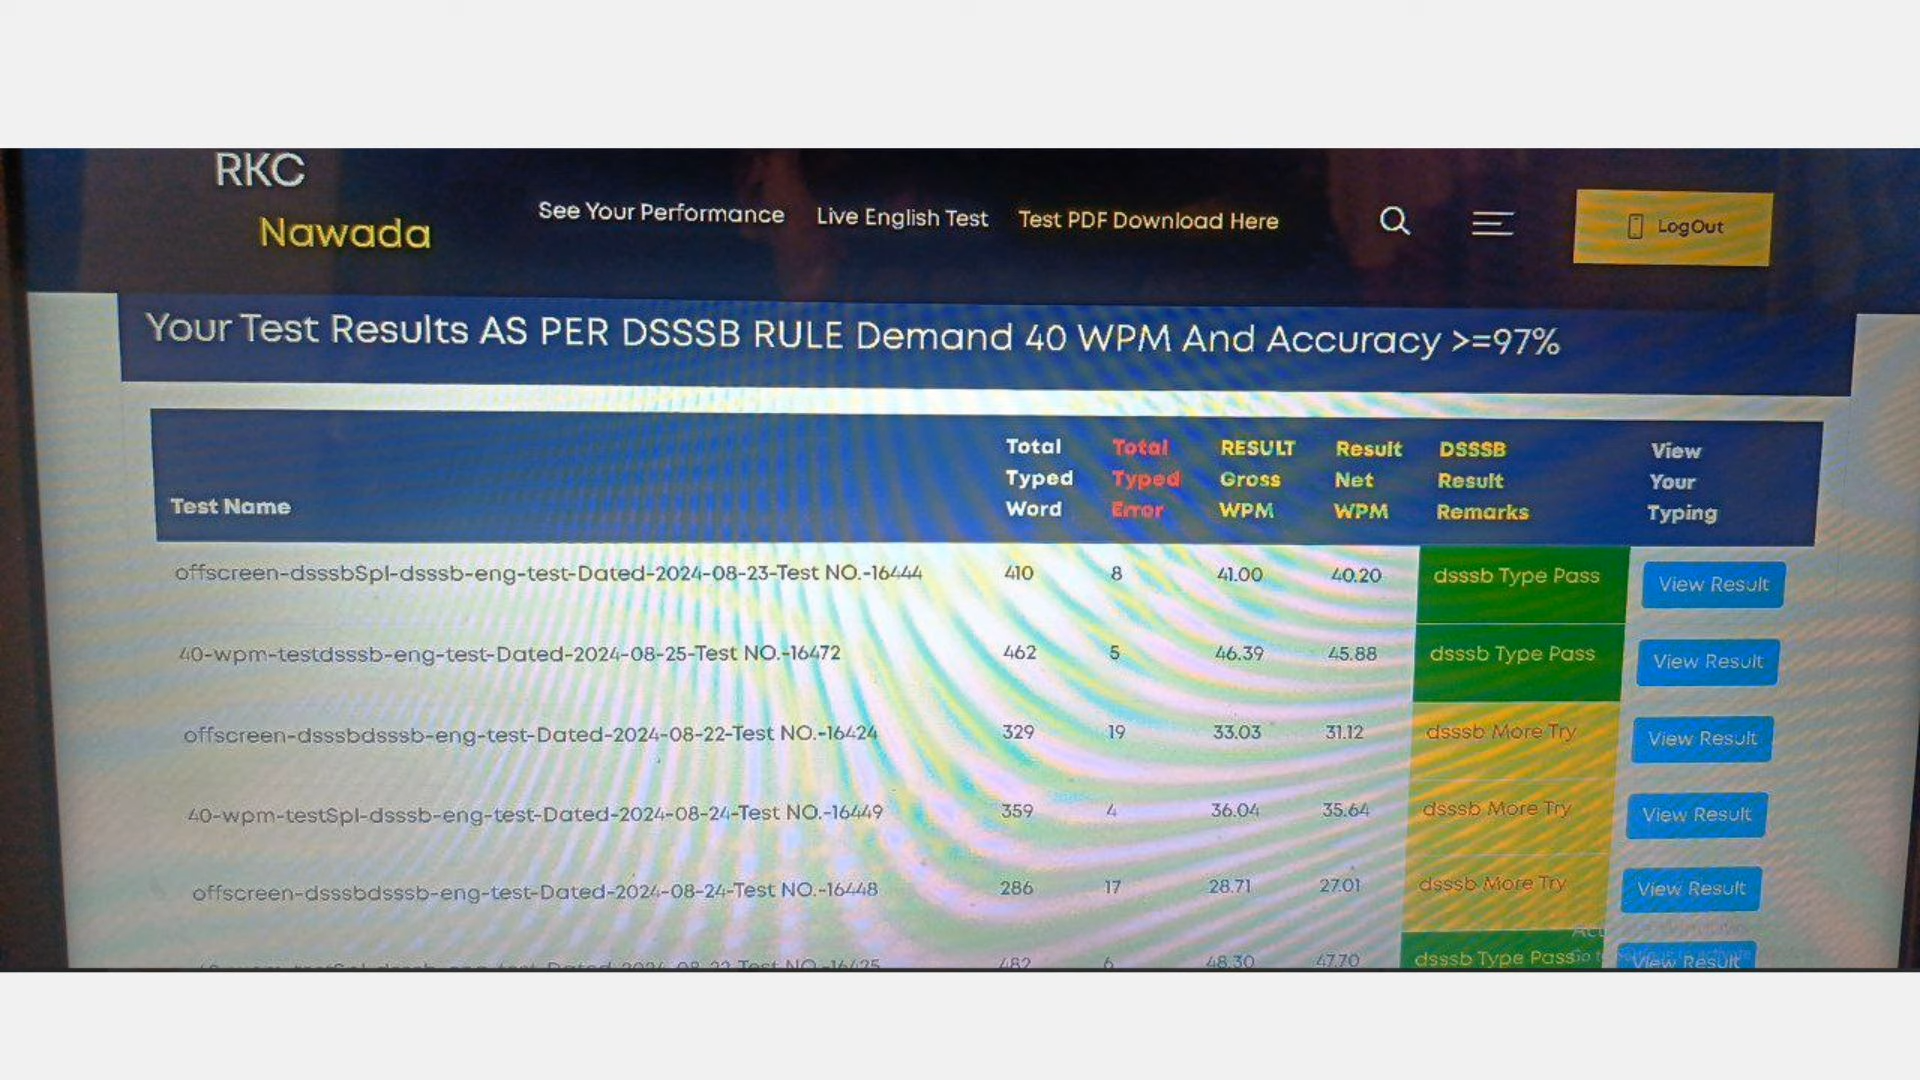 RKC
Nawada
See Your Performance Live English Test Test PDF Download Here LogOut
Your Test Results AS PER DSSSB RULE Demand 40 WPM And Accuracy >=97%
Test Name Total Typed Word Total Typed Error RESULT Gross WPM Result Net WPM DSSSB Result Remarks View Your Typing
offscreen-dsssbSpl-dsssb-eng-test-Dated-2024-08-23-Test NO.-16444 410 8 41.00 40.20 dsssb Type Pass View Result
40-wpm-testdsssb-eng-test-Dated-2024-08-25-Test NO.-16472 462 5 46.39 45.88 dsssb Type Pass View Result
offscreen-dsssbdsssb-eng-test-Dated-2024-08-22-Test NO.-16424 329 19 33.03 31.12 dsssb More Try View Result
40-wpm-testSpl-dsssb-eng-test-Dated-2024-08-24-Test NO.-16449 359 4 36.04 35.64 dsssb More Try View Result
offscreen-dsssbdsssb-eng-test-Dated-2024-08-24-Test NO.-16448 286 17 28.71 27.01 dsssb More Try View Result
Test NO.-16425 482 6 48.30 47.70 dsssb Type Pass View Result